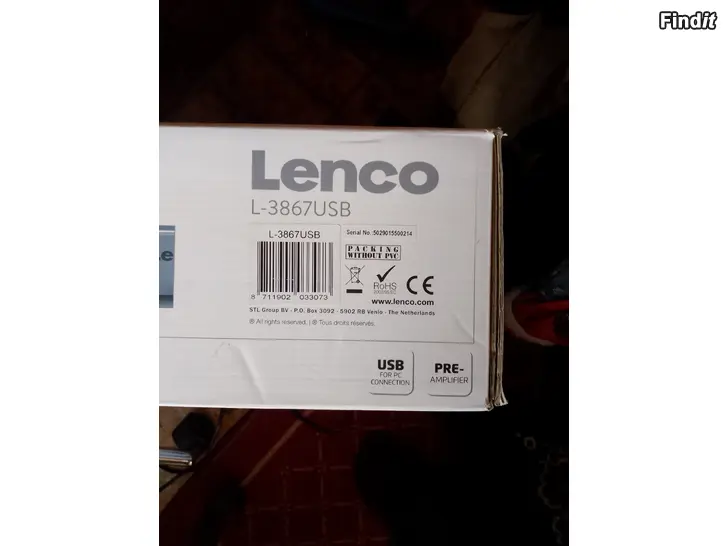 Findit
Lenco
L-3867USB
L-3867USB
Serial No.:5029015500214
PACKING
WITHOUT PVC
RoHS
8 711902 033073
www.lenco.com
STL Group BV - P.O. Box 3092 - 5902 RB Venlo - The Netherlands
® All rights reserved. | ® Tous droits réservés.
USB
FOR PC
CONNECTION
PRE-
AMPLIFIER